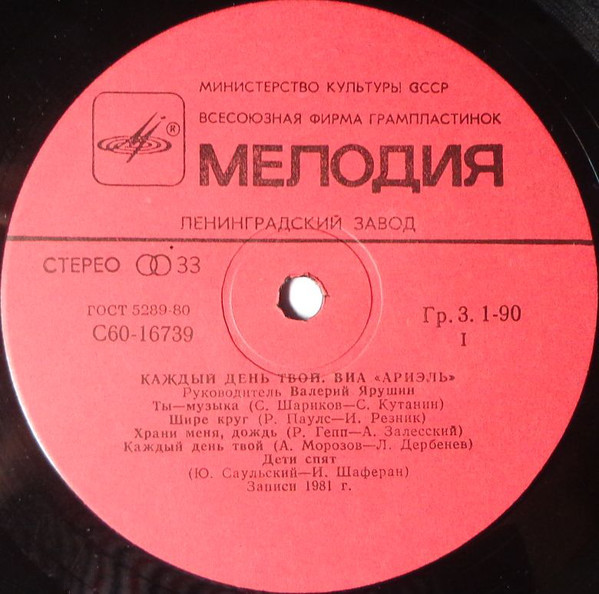 МИНИСТЕРСТВО КУЛЬТУРЫ СССР
ВСЕСОЮЗНАЯ ФИРМА ГРАМПЛАСТИНОК
®
МЕЛОДИЯ
ЛЕНИНГРАДСКИЙ ЗАВОД
СТЕРЕО 33
ГОСТ 5289-80
С60-16739
Гр. 3. 1-90
I
КАЖДЫЙ ДЕНЬ ТВОЙ. ВИА «АРИЭЛЬ»
Руководитель Валерий Ярушин
Ты—музыка (С. Шариков—С. Кутанин)
Шире круг (Р. Паулс—И. Резник)
Храни меня, дождь (Р. Гепп—А. Залесский)
Каждый день твой (А. Морозов—Л. Дербенев)
Дети спят
(Ю. Саульский—И. Шаферан)
Записи 1981 г.